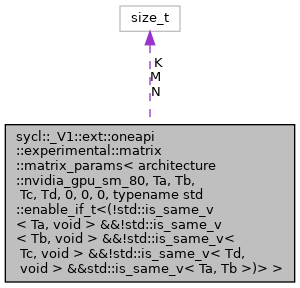 size_t
K
M
N
sycl::_V1::ext::oneapi
::experimental::matrix
::matrix_params< architecture
::nvidia_gpu_sm_80, Ta, Tb,
Tc, Td, 0, 0, 0, typename std
::enable_if_t<(!std::is_same_v
< Ta, void > &&!std::is_same_v
< Tb, void > &&!std::is_same_v<
Tc, void > &&!std::is_same_v< Td,
void > &&std::is_same_v< Ta, Tb >)> >